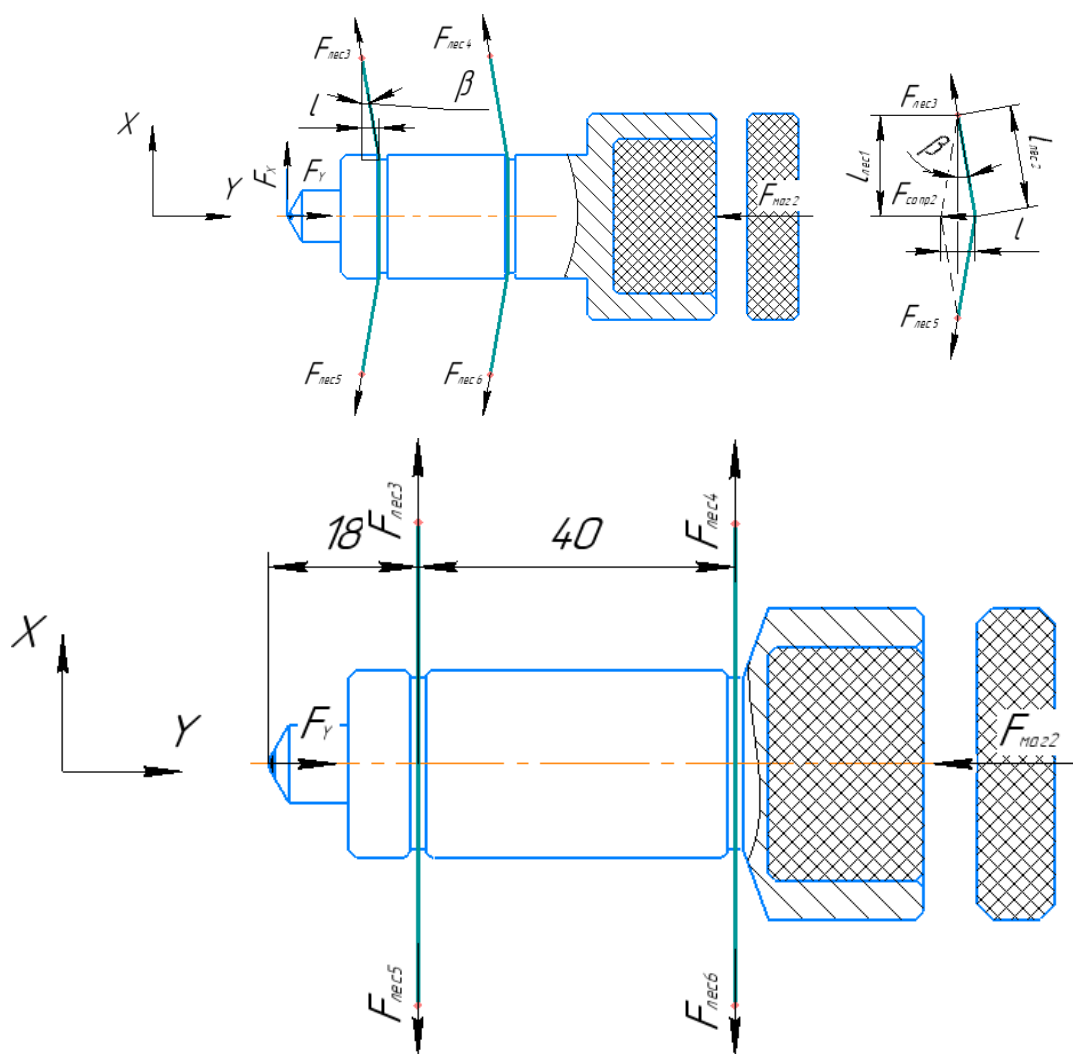 Fлес3
Fлес4
β
l
X
Y
Fx
FY
Fмаг2
Fлес5
Fлес6
Fлес3
β
lлес1
lлес2
Fсопр2
l
Fлес5
Fлес3
Fлес4
18
40
X
Y
FY
Fмаг2
Fлес5
Fлес6